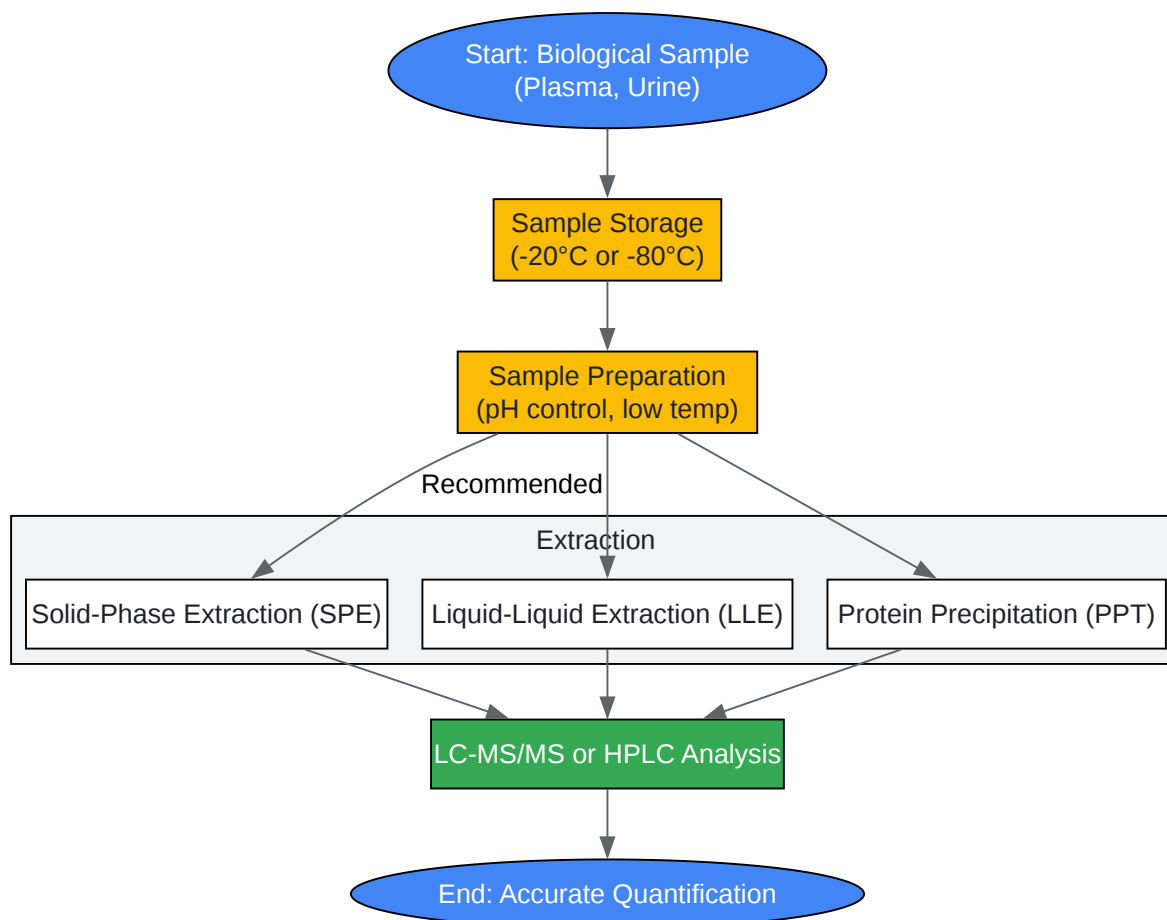 Start: Biological Sample
(Plasma, Urine)
Sample Storage
(-20°C or -80°C)
Sample Preparation
(pH control, low temp)
Recommended
Extraction
Solid-Phase Extraction (SPE)
Liquid-Liquid Extraction (LLE)
Protein Precipitation (PPT)
LC-MS/MS or HPLC Analysis
End: Accurate Quantification